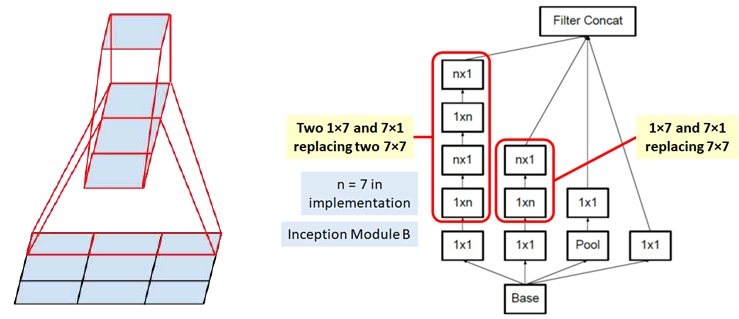 Filter Concat
nx1
1xn
nx1
1xn
1x1
nx1
1xn
1x1
1x1
Pool
1x1
Base
Two 1×7 and 7×1
replacing two 7×7
1×7 and 7×1
replacing 7×7
n = 7 in
implementation
Inception Module B